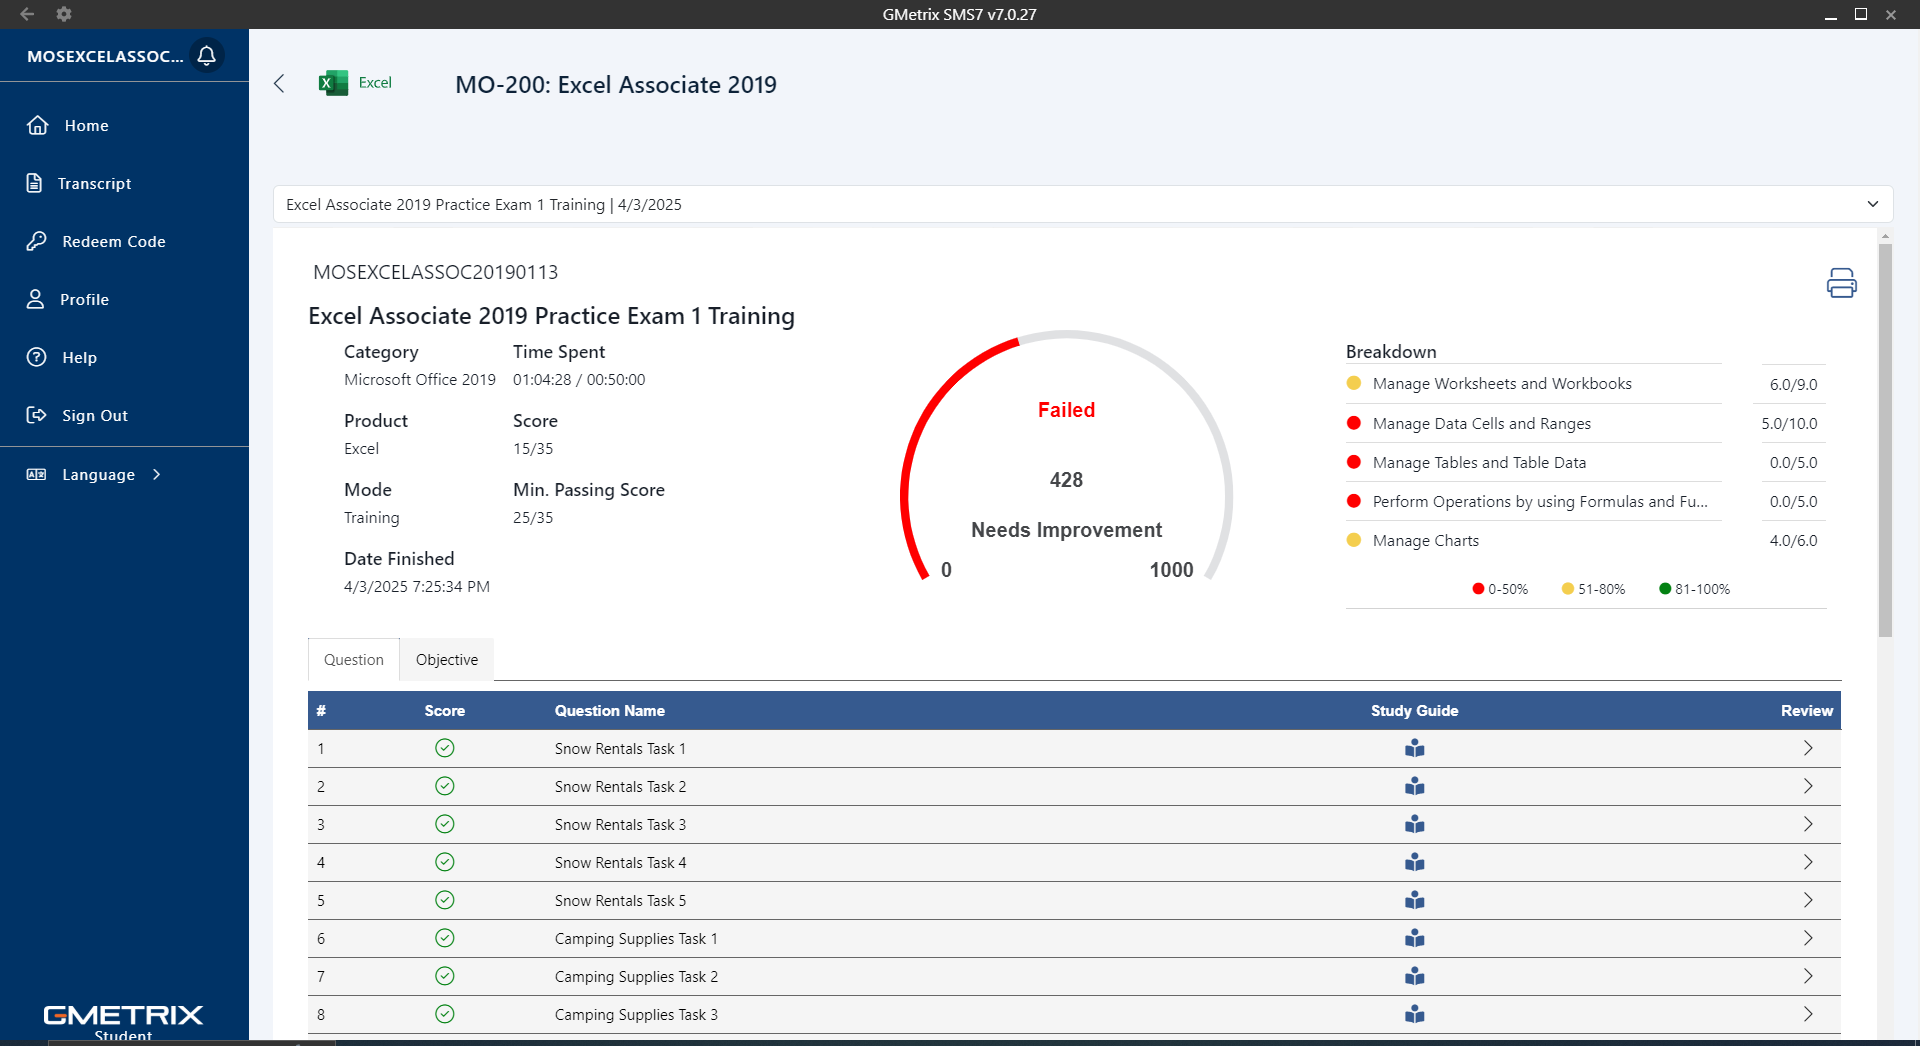 GMetrix SMS7 v7.0.27
MOSEXCELASSOC...
Home
Transcript
Redeem Code
Profile
Help
Sign Out
Language
GMETRIX
Student
Excel
MO-200: Excel Associate 2019
Excel Associate 2019 Practice Exam 1 Training | 4/3/2025
MOSEXCELASSOC20190113
Excel Associate 2019 Practice Exam 1 Training
Category
Microsoft Office 2019
Time Spent
01:04:28 / 00:50:00
Product
Excel
Score
15/35
Mode
Training
Min. Passing Score
25/35
Date Finished
4/3/2025 7:25:34 PM
Failed
428
Needs Improvement
0 1000
Breakdown
Manage Worksheets and Workbooks 6.0/9.0
Manage Data Cells and Ranges 5.0/10.0
Manage Tables and Table Data 0.0/5.0
Perform Operations by using Formulas and Fu... 0.0/5.0
Manage Charts 4.0/6.0
0-50% 51-80% 81-100%
Question Objective
# Score Question Name Study Guide Review
1 Snow Rentals Task 1
2 Snow Rentals Task 2
3 Snow Rentals Task 3
4 Snow Rentals Task 4
5 Snow Rentals Task 5
6 Camping Supplies Task 1
7 Camping Supplies Task 2
8 Camping Supplies Task 3